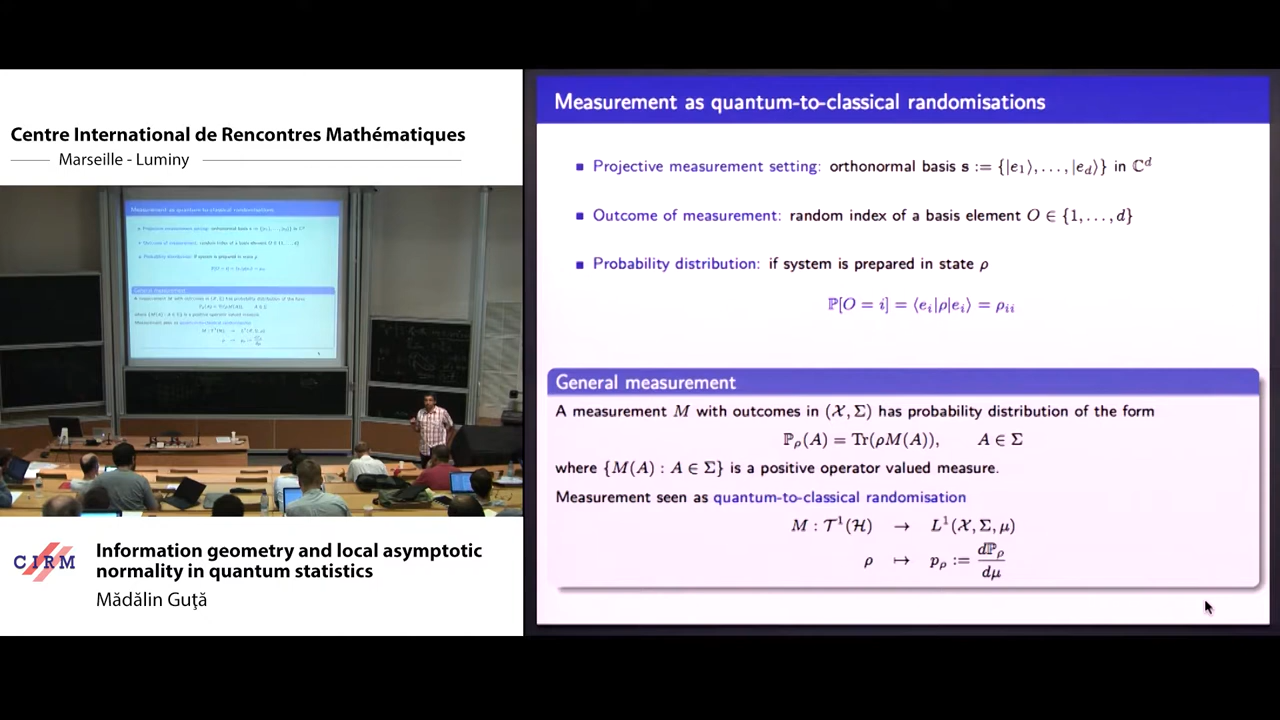 Centre International de Rencontres Mathématiques
Marseille - Luminy
Measurement as quantum-to-classical randomisations
Projective measurement setting: orthonormal basis s := {|e₁⟩, . . . , |e_d⟩} in ℂᵈ
Outcome of measurement: random index of a basis element O ∈ {1, . . . , d}
Probability distribution: if system is prepared in state ρ
ℙ[O = i] = ⟨eᵢ|ρ|eᵢ⟩ = ρᵢᵢ
General measurement
A measurement M with outcomes in (𝒳, Σ) has probability distribution of the form
ℙ_ρ(A) = Tr(ρM(A)), A ∈ Σ
where {M(A) : A ∈ Σ} is a positive operator valued measure.
Measurement seen as quantum-to-classical randomisation
M : 𝒯¹(ℋ) → L¹(𝒳, Σ, μ)
ρ ↦ p_ρ := dℙ_ρ/dμ
CIRM
Information geometry and local asymptotic
normality in quantum statistics
Mădălin Guţă